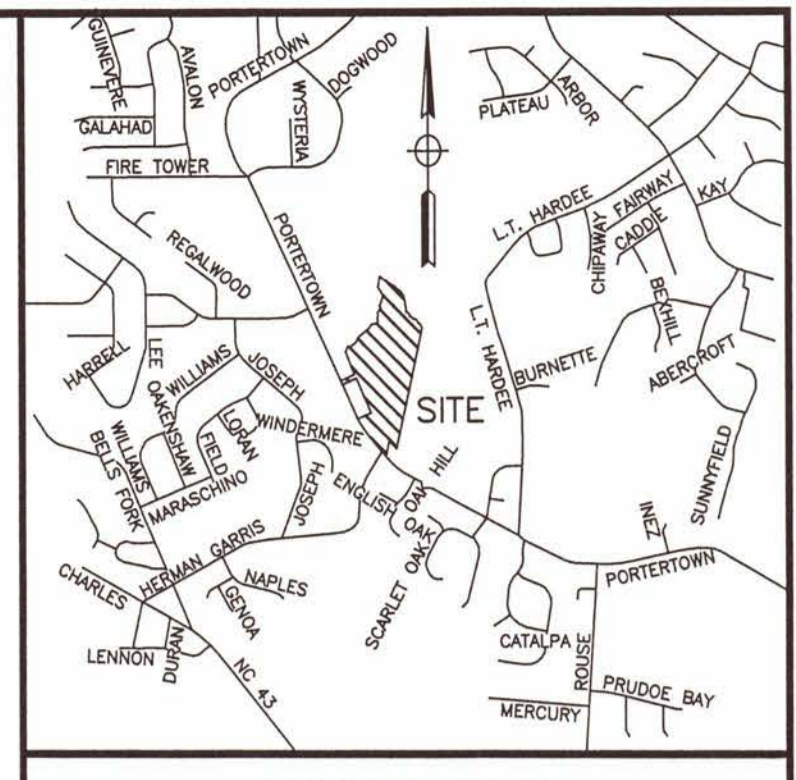 GUINEVERE
AVALON
PORTERTOWN
DOGWOOD
WYSTERIA
GALAHAD
FIRE TOWER
PLATEAU
ARBOR
REGALWOOD
PORTERTOWN
L.T. HARDEE
CHIPAWAY
FAIRWAY
CADDIE
KAY
BEXHILL
L.T. HARDEE
BURNETTE
ABERCROFT
SUNNYFIELD
HARRELL
LEE
WILLIAMS
JOSEPH
OAKENSHAW
FIELD
LORAN
WINDERMERE
SITE
WILLIAMS
BELLS FORK
MARASCHINO
JOSEPH
ENGLISH OAK
OAK HILL
SCARLET OAK
INEZ
PORTERTOWN
HERMAN GARRIS
CHARLES
NAPLES
GENOA
LENNON
DURAN
NC 43
CATALPA
ROUSE
PRUDOE BAY
MERCURY